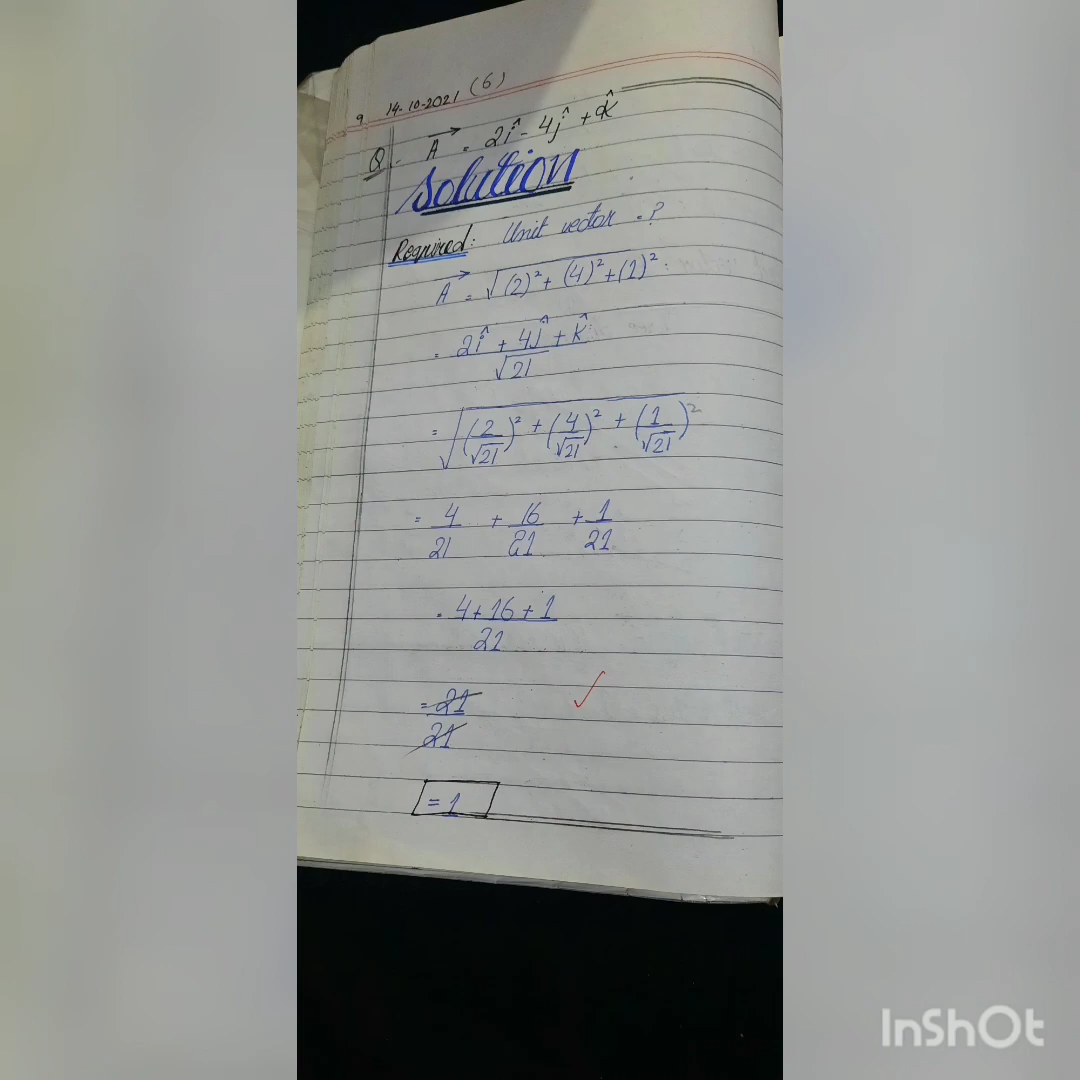 9 14-10-2021 (6)
Q. A⃗ = 2î - 4ĵ + k̂
Solution
Required: Unit vector = ?
A⃗ = √(2)² + (4)² + (1)²
= 2î + 4ĵ + k̂ / √21
= √(2/√21)² + (4/√21)² + (1/√21)²
= 4/21 + 16/21 + 1/21
= 4+16+1 / 21
= 21/21
= 1
InShOt